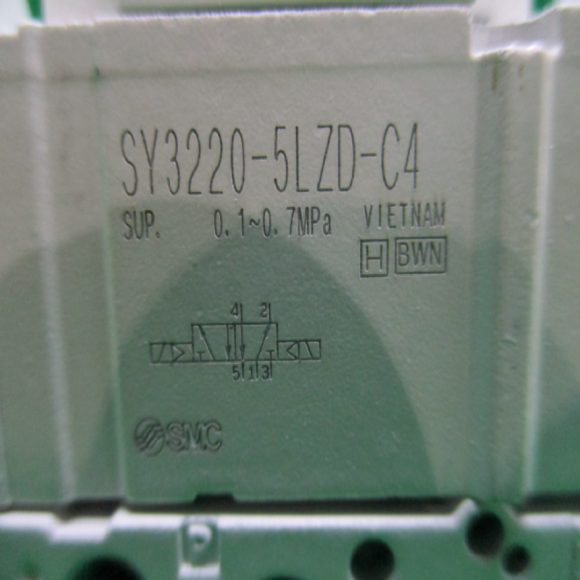 SY3220-5LZD-C4
SUP. 0.1~0.7MPa VIETNAM
H BWN
4 2
5 1 3
SMC